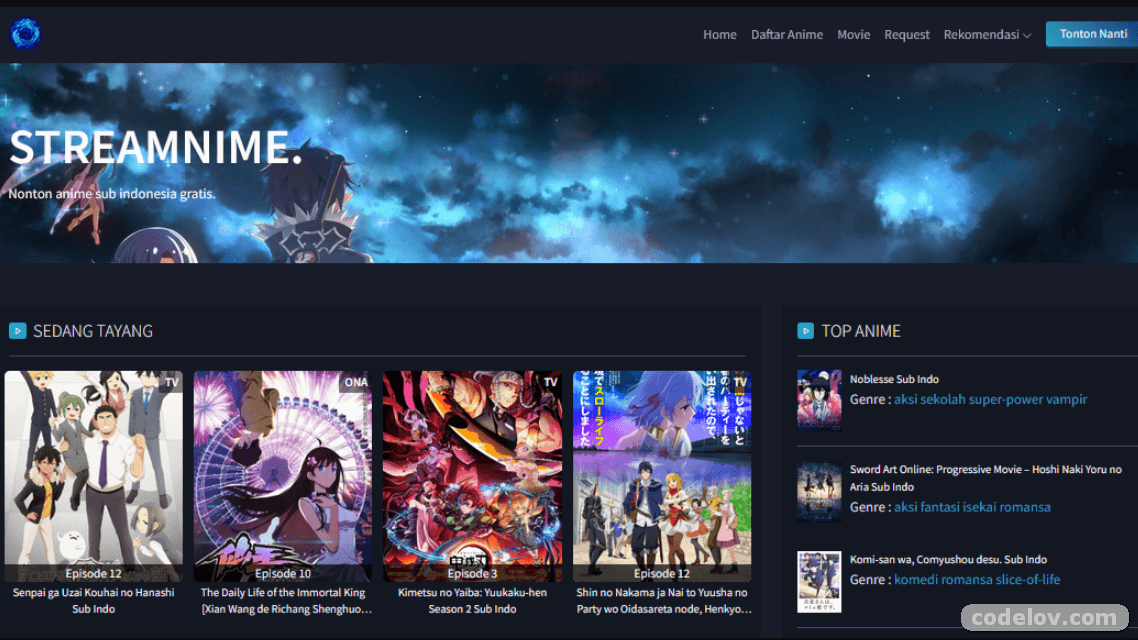 Home Daftar Anime Movie Request Rekomendasi Tonton Nanti
STREAMNIME.
Nonton anime sub indonesia gratis.
SEDANG TAYANG
TV
Episode 12
Senpai ga Uzai Kouhai no Hanashi
Sub Indo
ONA
Episode 10
The Daily Life of the Immortal King
[Xian Wang de Richang Shenghuo...
TV
Episode 3
Kimetsu no Yaiba: Yuukaku-hen
Season 2 Sub Indo
TV
Episode 12
Shin no Nakama ja Nai to Yuusha no
Party wo Oidasareta node, Henkyo...
TOP ANIME
Noblesse Sub Indo
Genre : aksi sekolah super-power vampir
Sword Art Online: Progressive Movie – Hoshi Naki Yoru no
Aria Sub Indo
Genre : aksi fantasi isekai romansa
Komi-san wa, Comyushou desu. Sub Indo
Genre : komedi romansa slice-of-life
codelov.com